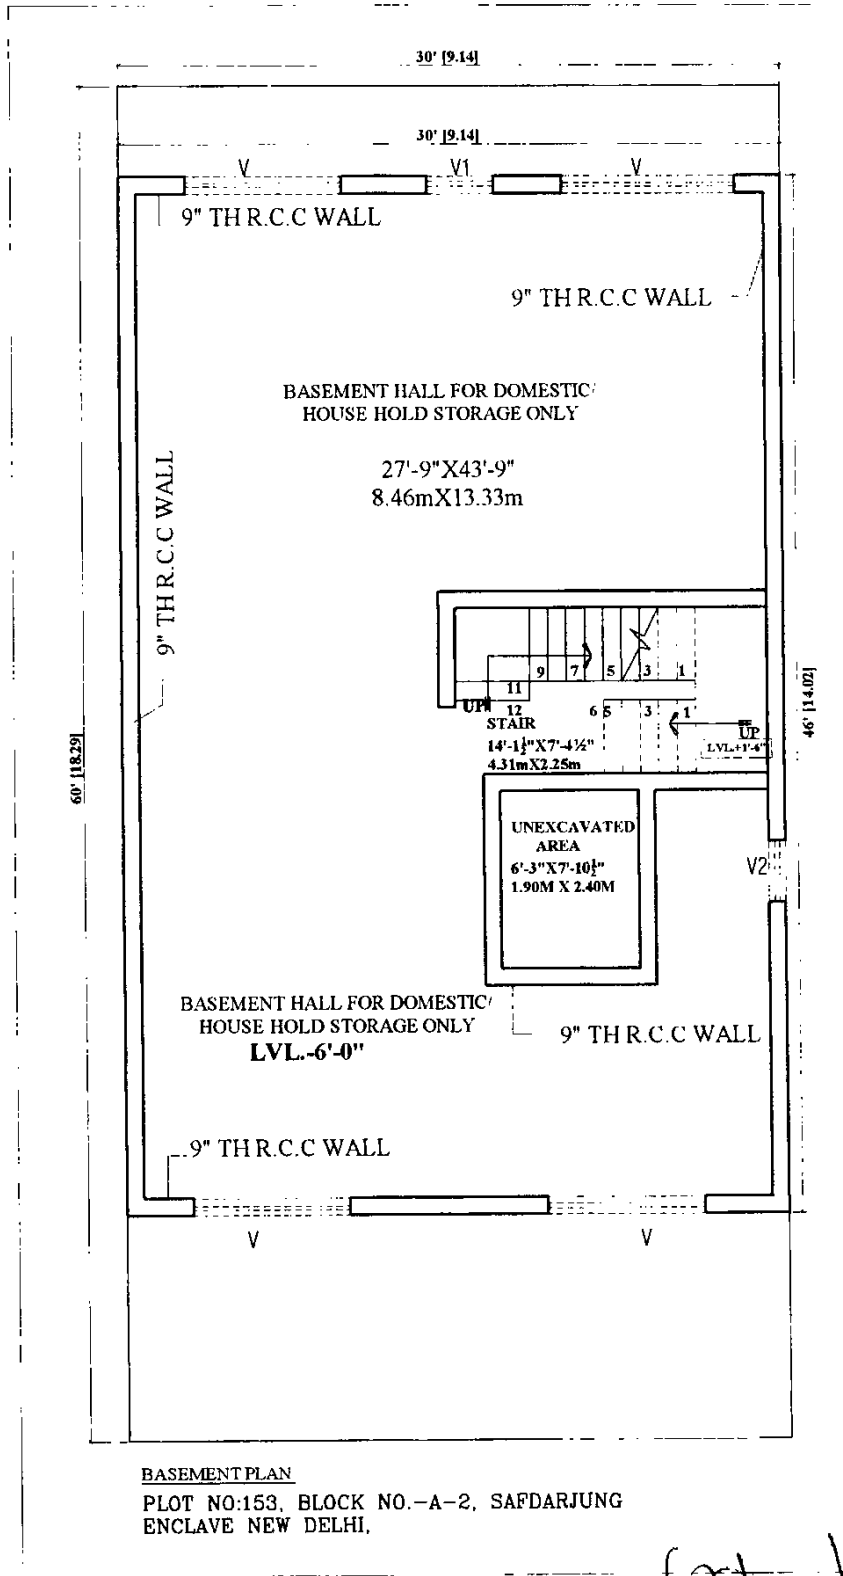 30' [9.14]
30' [9.14]
V
V1
V
9" TH R.C.C WALL
9" TH R.C.C WALL
BASEMENT HALL FOR DOMESTIC/
HOUSE HOLD STORAGE ONLY
27'-9"X43'-9"
8.46mX13.33m
9" TH R.C.C WALL
9
7
5
3
1
11
UP
12
6
5
3
1
STAIR
14'-1½"X7'-4½"
4.31mX2.25m
UP
LVL.+1'-6"
46' [14.02]
60' [18.29]
UNEXCAVATED
AREA
6'-3"X7'-10½"
1.90M X 2.40M
V2
BASEMENT HALL FOR DOMESTIC/
HOUSE HOLD STORAGE ONLY
LVL.-6'-0"
9" TH R.C.C WALL
9" TH R.C.C WALL
V
V
BASEMENT PLAN
PLOT NO:153, BLOCK NO.-A-2, SAFDARJUNG
ENCLAVE NEW DELHI,